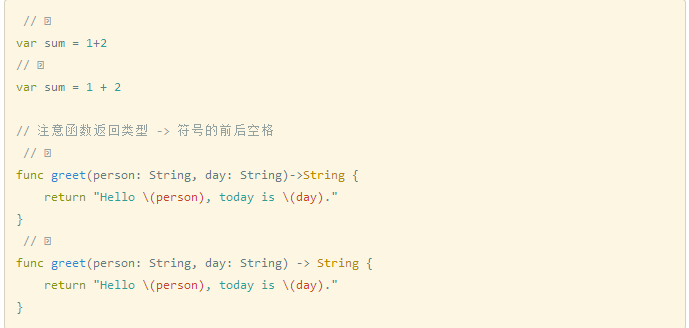 //
var sum = 1+2
//
var sum = 1 + 2
// 注意函数返回类型 -> 符号的前后空格
//
func greet(person: String, day: String)->String {
return "Hello \(person), today is \(day)."
}
//
func greet(person: String, day: String) -> String {
return "Hello \(person), today is \(day)."
}